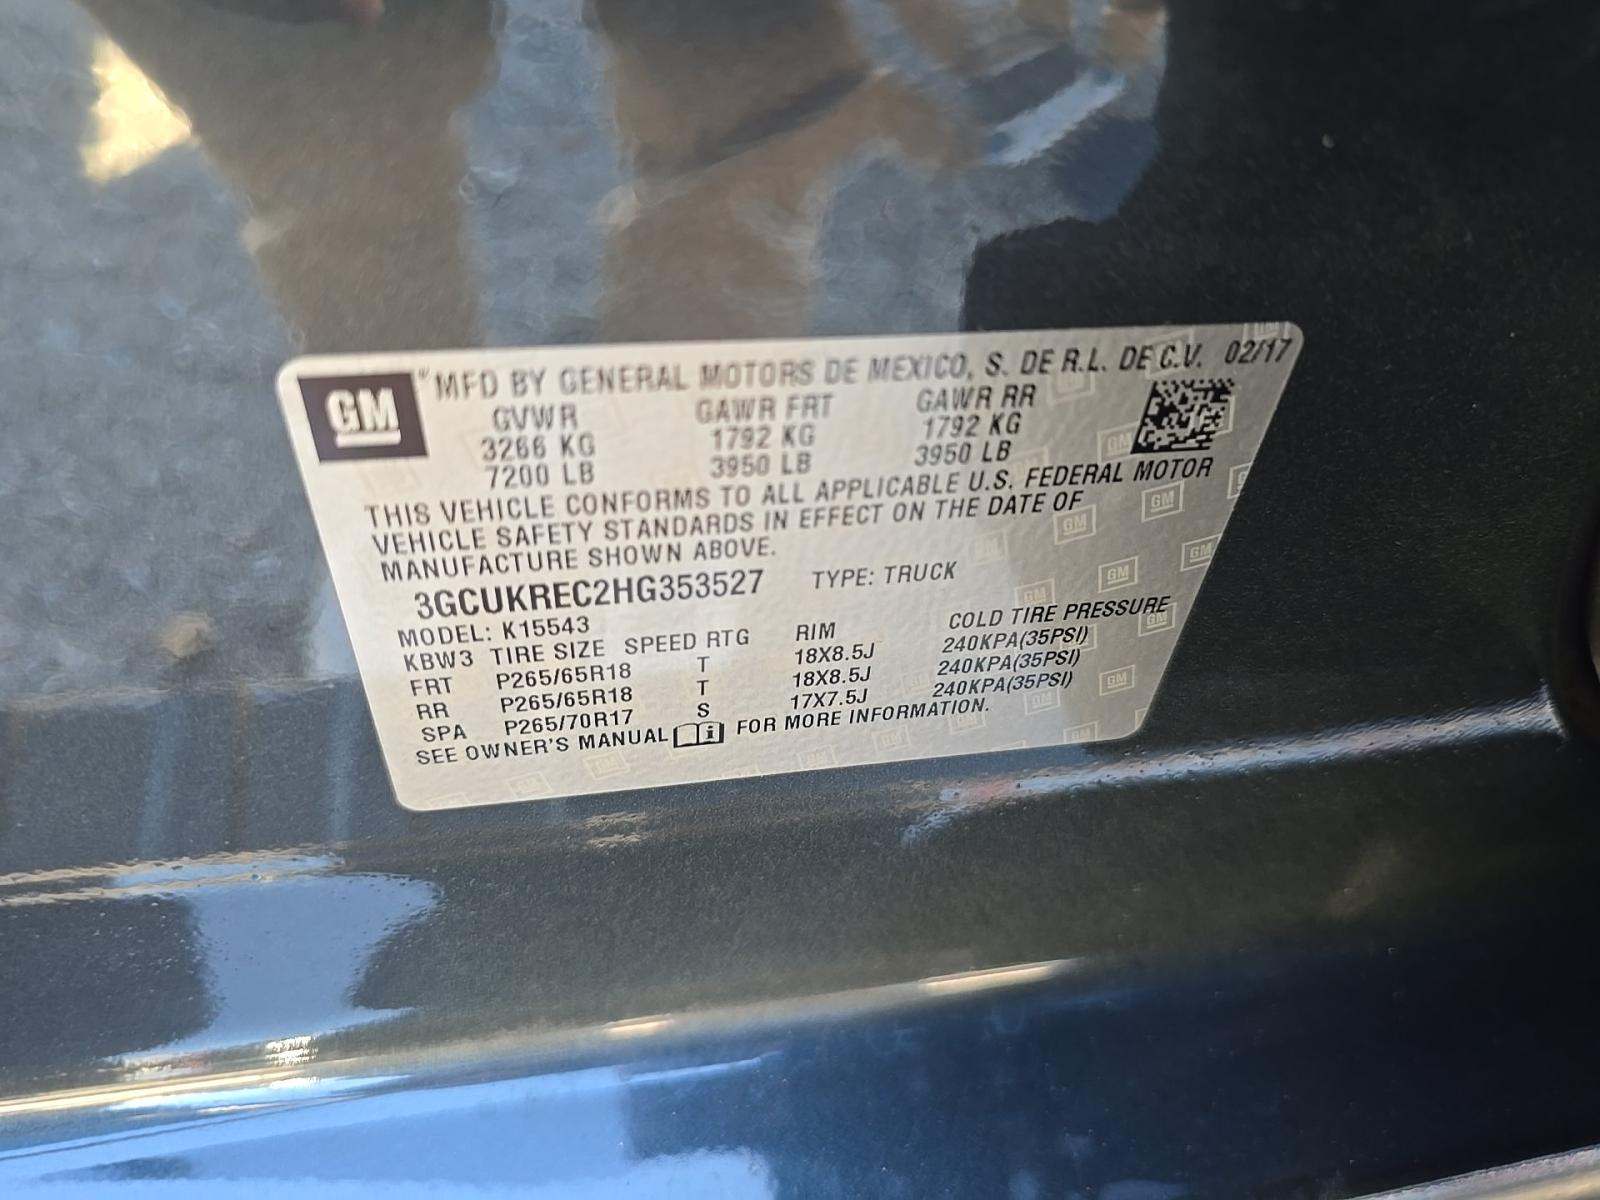 GM MFD BY GENERAL MOTORS DE MEXICO, S. DE R.L. DE C.V. 02/17
GVWR GAWR FRT GAWR RR
3266 KG 1792 KG 1792 KG
7200 LB 3950 LB 3950 LB
THIS VEHICLE CONFORMS TO ALL APPLICABLE U.S. FEDERAL MOTOR
VEHICLE SAFETY STANDARDS IN EFFECT ON THE DATE OF
MANUFACTURE SHOWN ABOVE.
3GCUKREC2HG353527 TYPE: TRUCK
MODEL: K15543
KBW3 TIRE SIZE SPEED RTG RIM COLD TIRE PRESSURE
FRT P265/65R18 T 18X8.5J 240KPA(35PSI)
RR P265/65R18 T 18X8.5J 240KPA(35PSI)
SPA P265/70R17 S 17X7.5J 240KPA(35PSI)
SEE OWNER'S MANUAL FOR MORE INFORMATION.